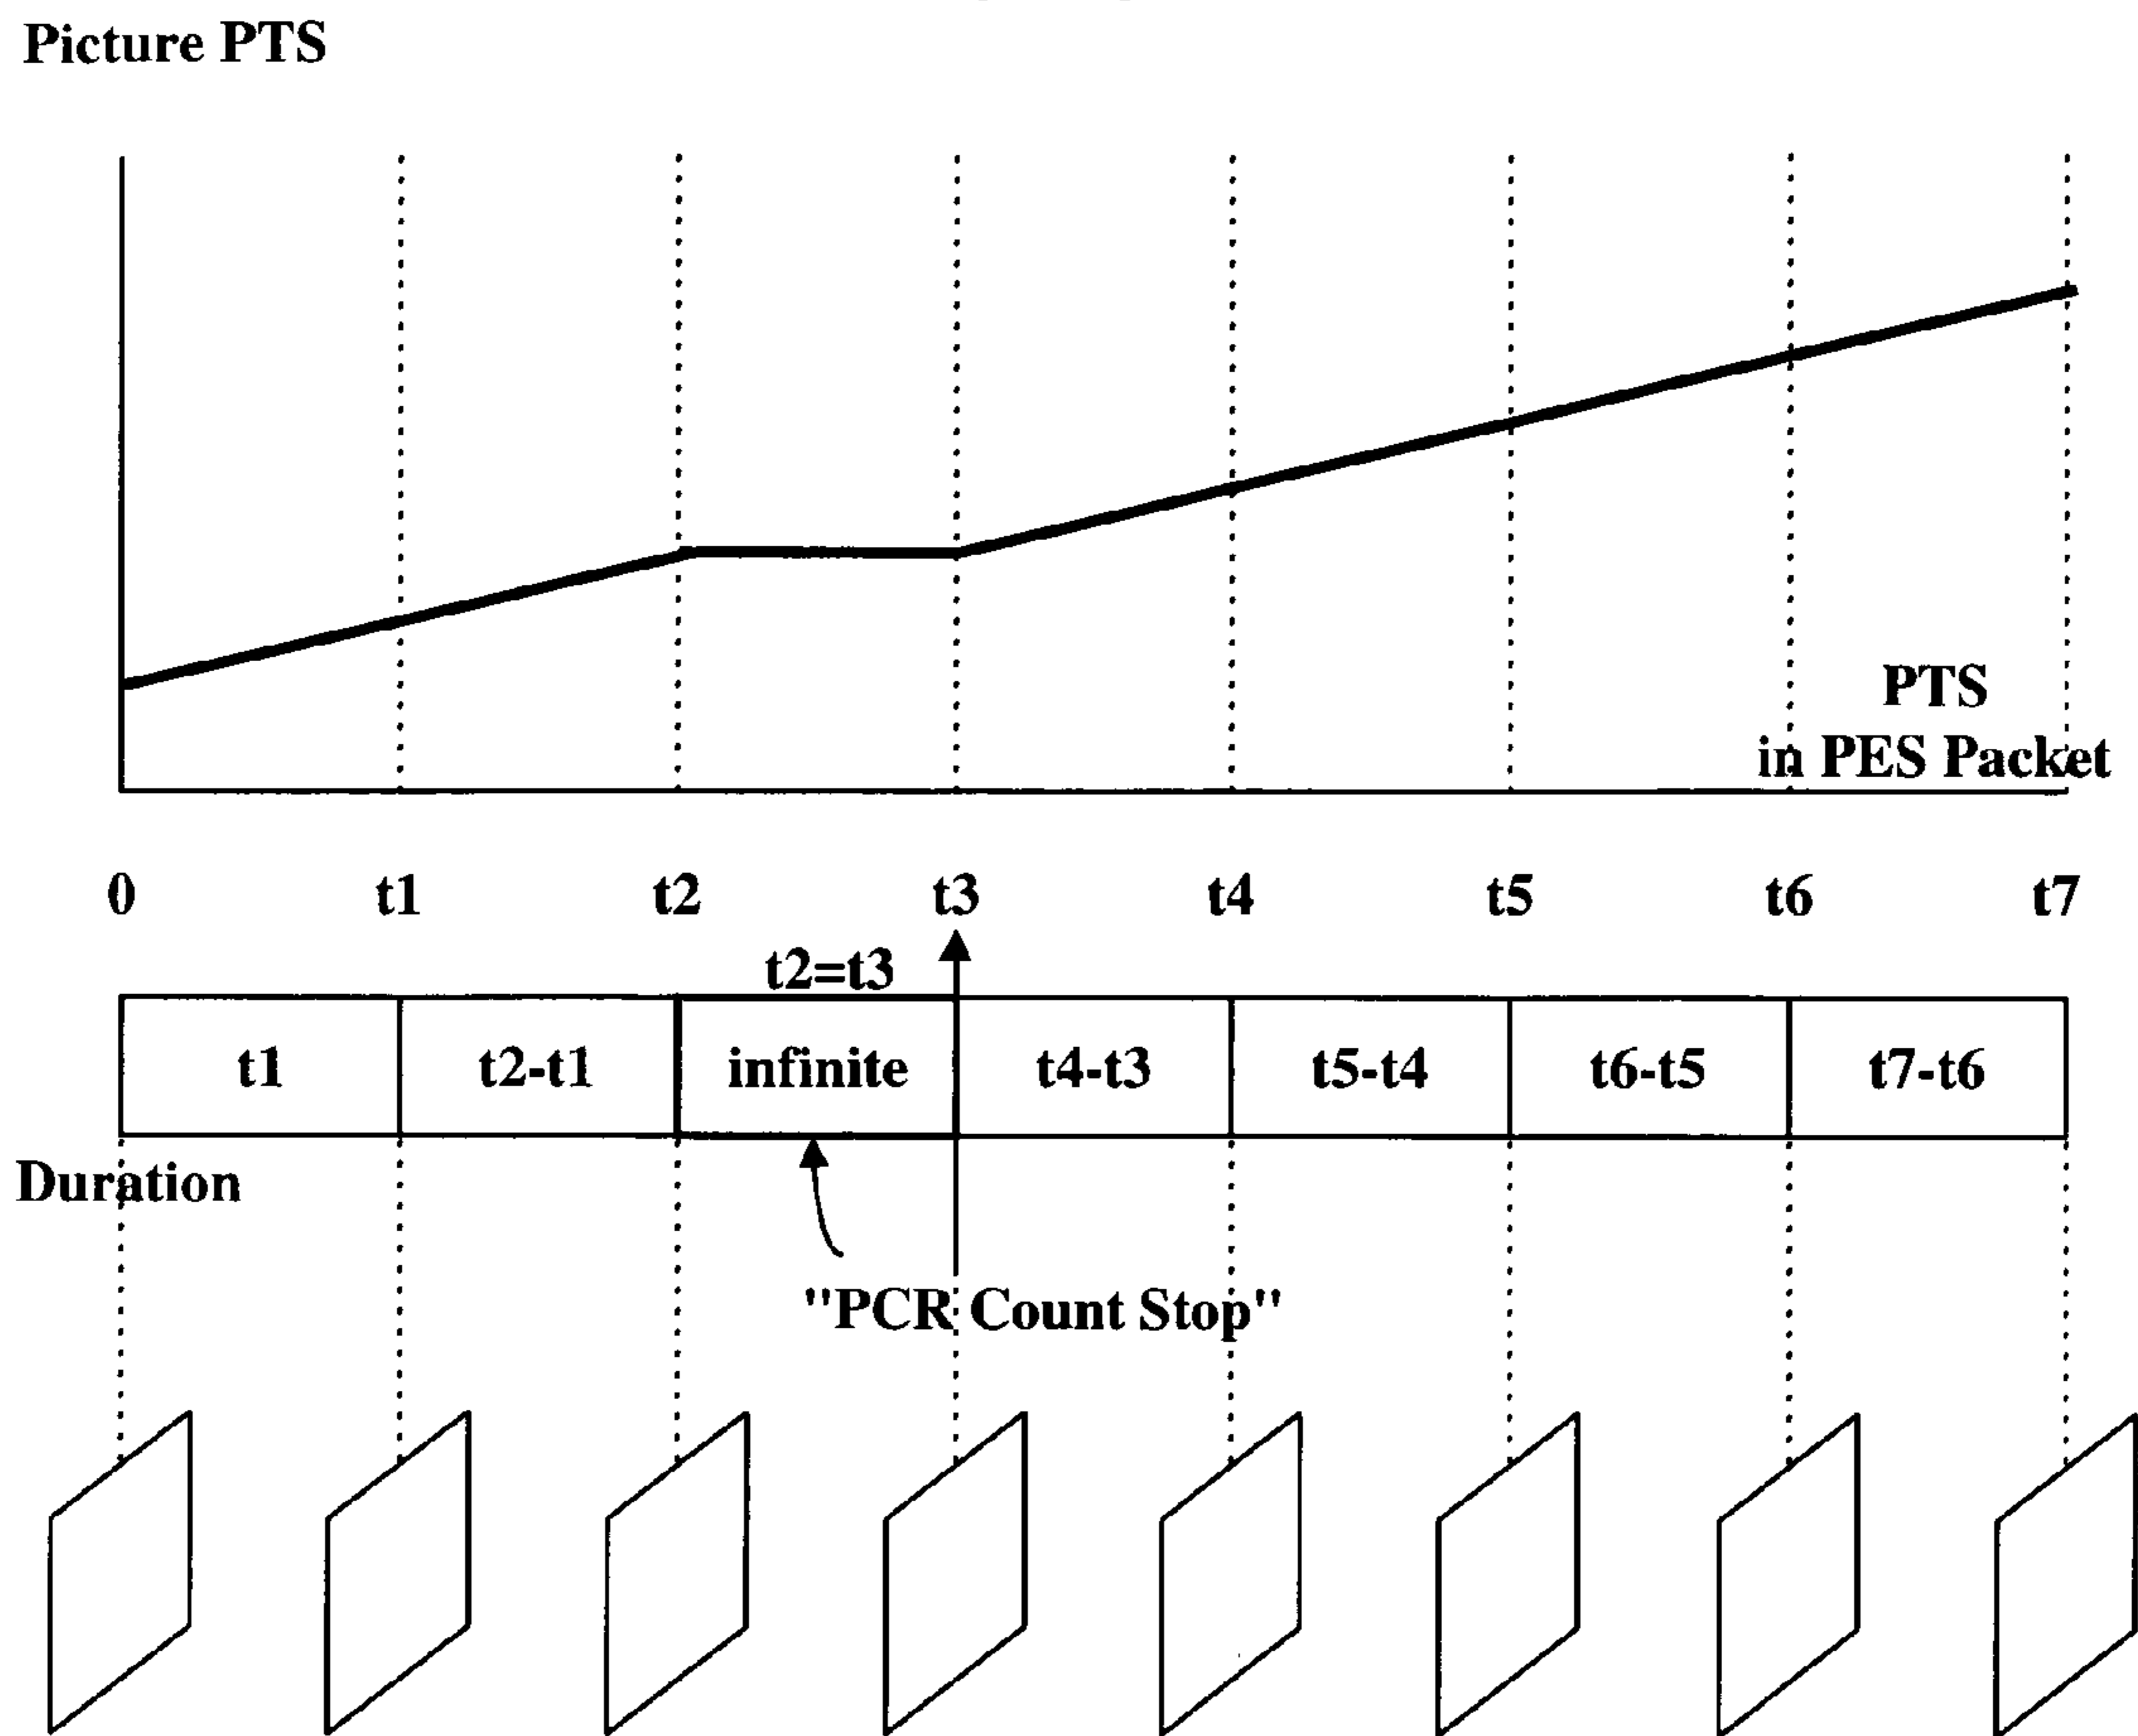 Picture PTS
PTS
in PES Packet
0 t1 t2 t3 t4 t5 t6 t7
t2=t3
t1 t2-t1 infinite t4-t3 t5-t4 t6-t5 t7-t6
Duration
"PCR Count Stop"